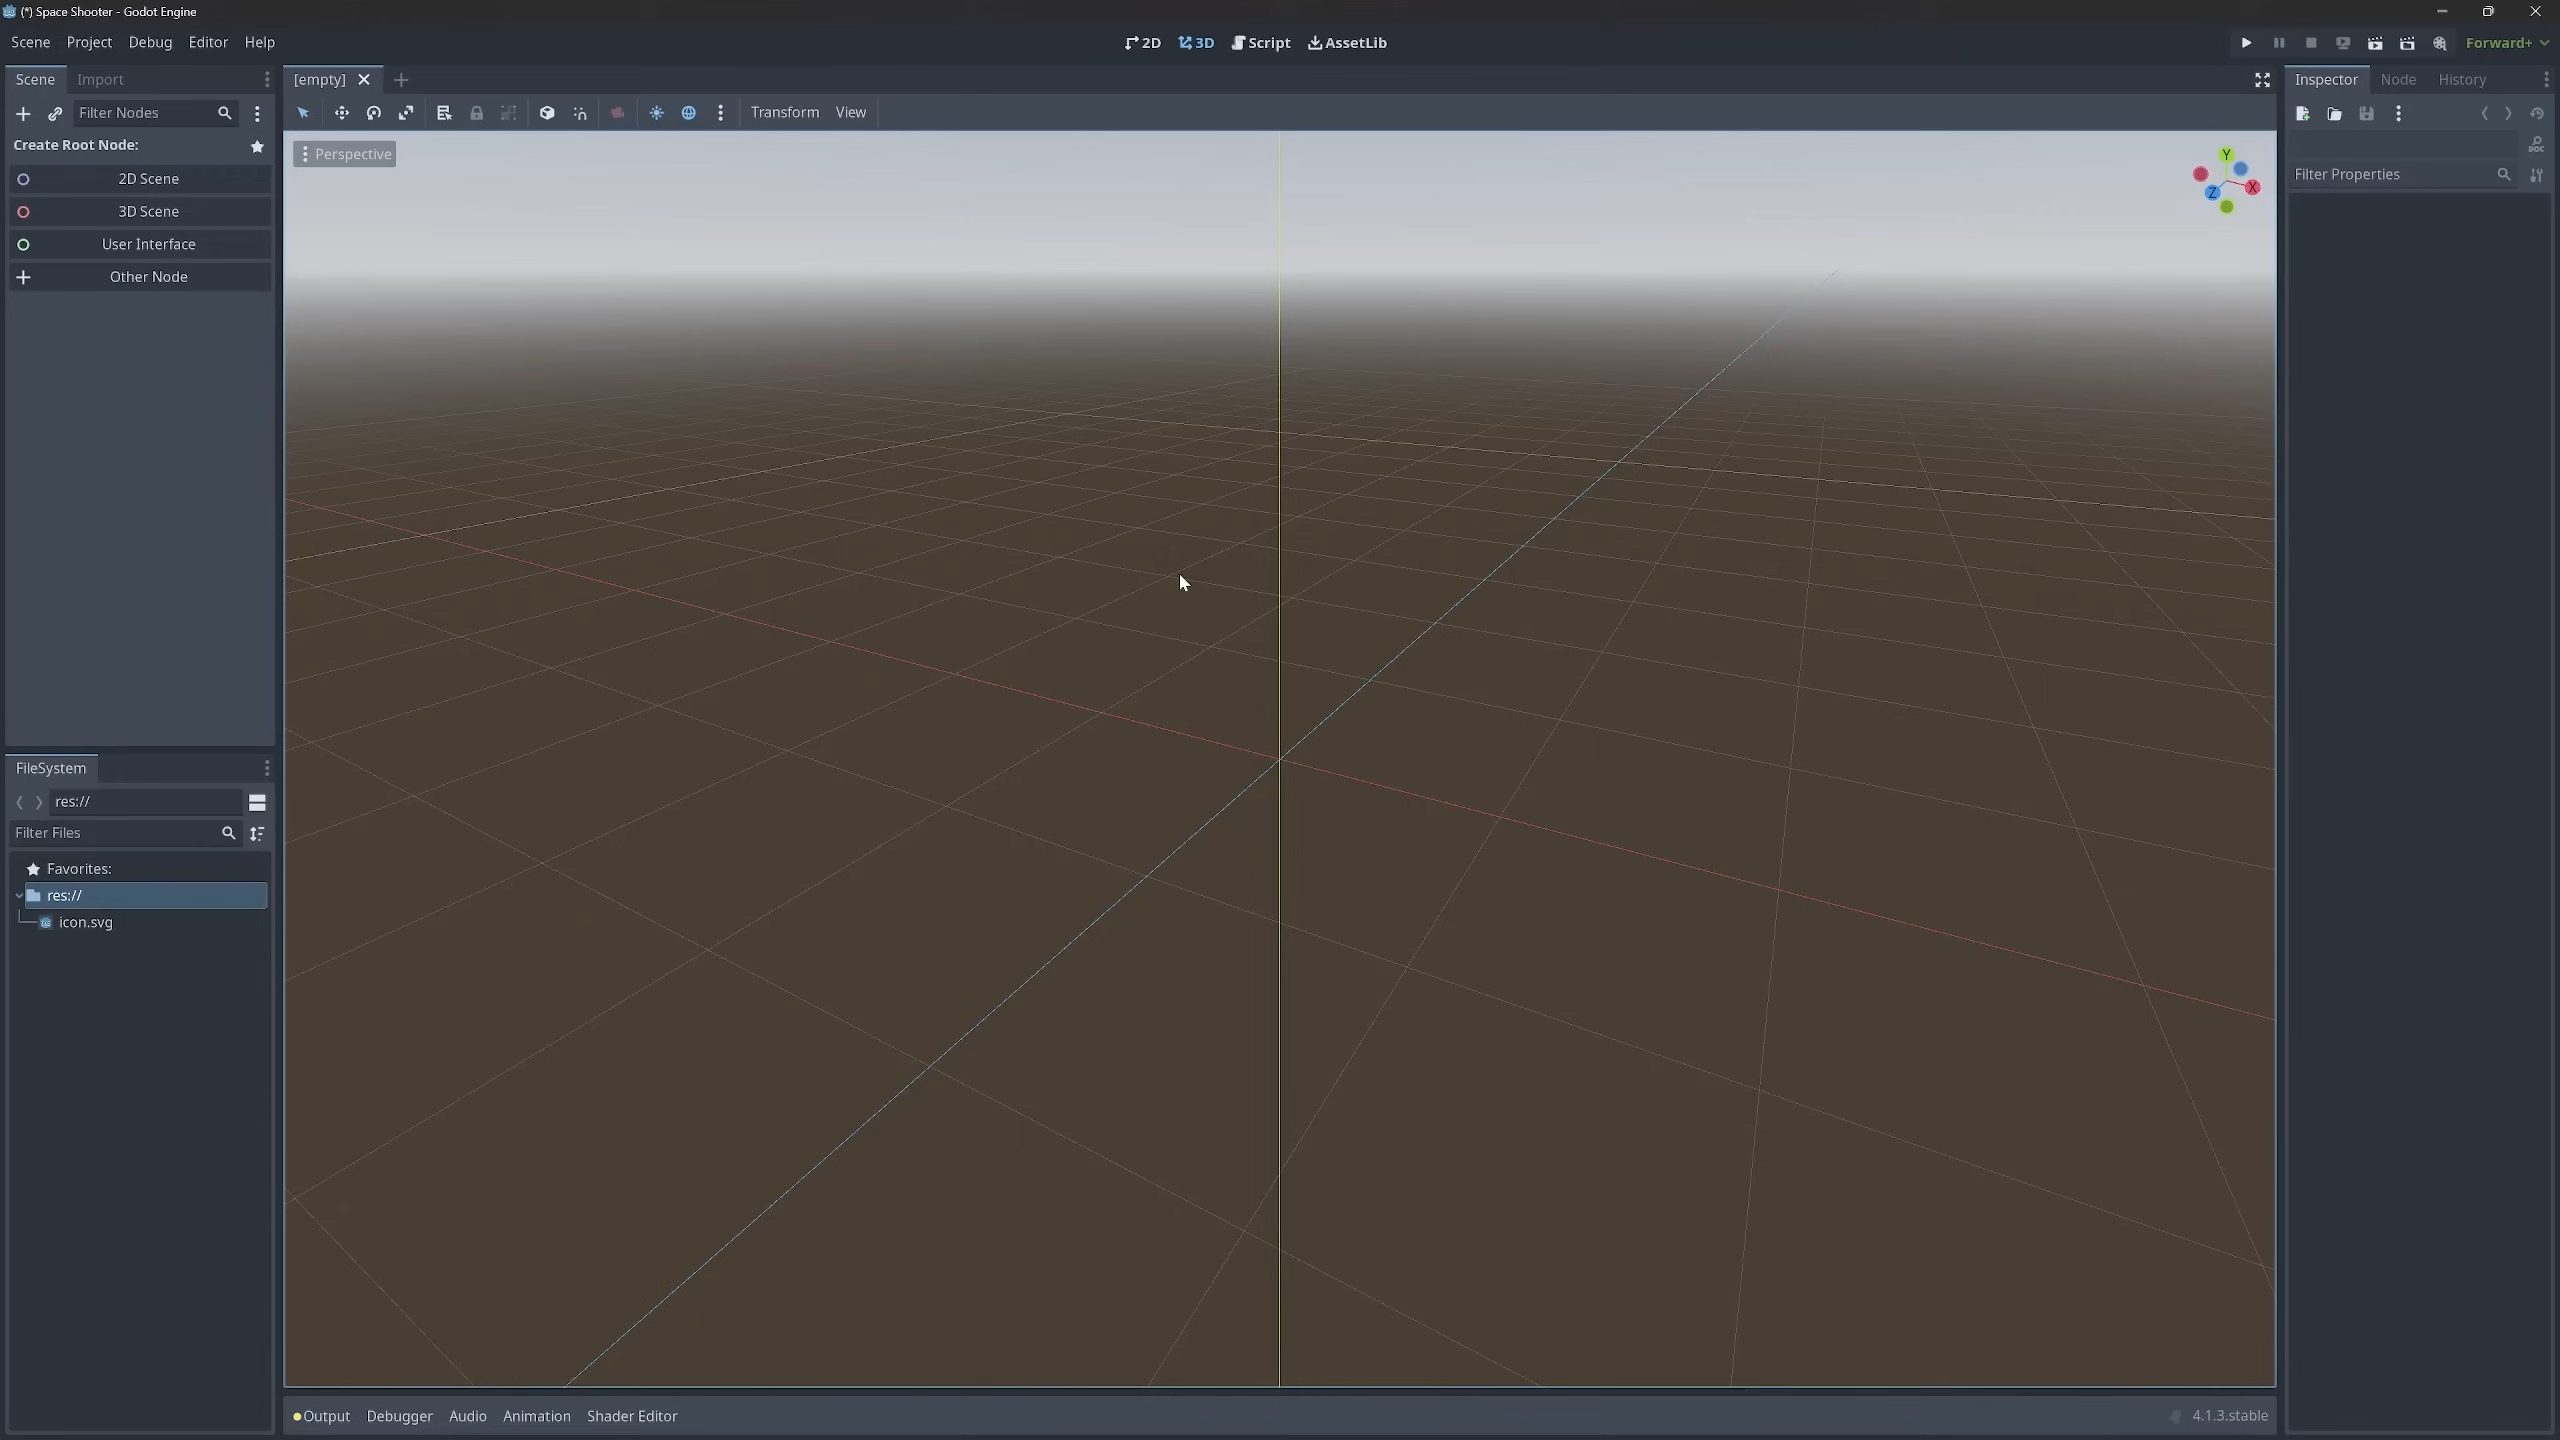 (*) Space Shooter - Godot Engine
Scene Project Debug Editor Help
2D 3D Script AssetLib
Forward+
Scene Import
[empty]
Inspector Node History
Filter Nodes
Transform View
Create Root Node:
Perspective
Y
X
Z
DOC
Filter Properties
2D Scene
3D Scene
User Interface
Other Node
FileSystem
res://
Filter Files
Favorites:
res://
icon.svg
Output Debugger Audio Animation Shader Editor
4.1.3.stable